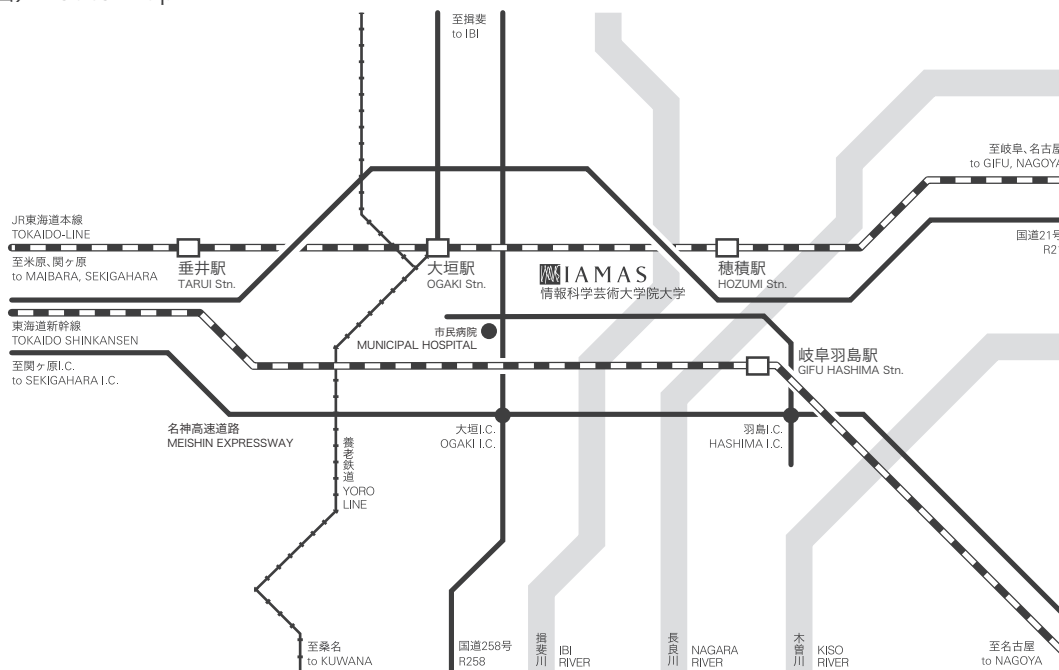 至揖斐
to IBI
至岐阜、名古屋
to GIFU, NAGOYA
JR東海道本線
TOKAIDO-LINE
国道21号
至米原、関ヶ原
to MAIBARA, SEKIGAHARA
垂井駅
TARUI Stn.
大垣駅
OGAKI Stn.
IAMAS
情報科学芸術大学院大学
穂積駅
HOZUMI Stn.
東海道新幹線
TOKAIDO SHINKANSEN
市民病院
MUNICIPAL HOSPITAL
岐阜羽島駅
GIFU HASHIMA Stn.
至関ヶ原I.C.
to SEKIGAHARA I.C.
名神高速道路
MEISHIN EXPRESSWAY
大垣I.C.
OGAKI I.C.
羽島I.C.
HASHIMA I.C.
養老鉄道
YORO
LINE
至桑名
to KUWANA
国道258号
R258
揖斐川
IBI
RIVER
長良川
NAGARA
RIVER
木曽川
KISO
RIVER
至名古屋
to NAGOYA